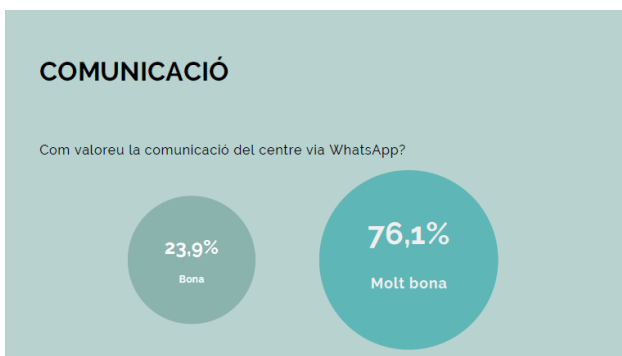 COMUNICACIÓ
Com valoreu la comunicació del centre via WhatsApp?
23,9%
Bona
76,1%
Molt bona